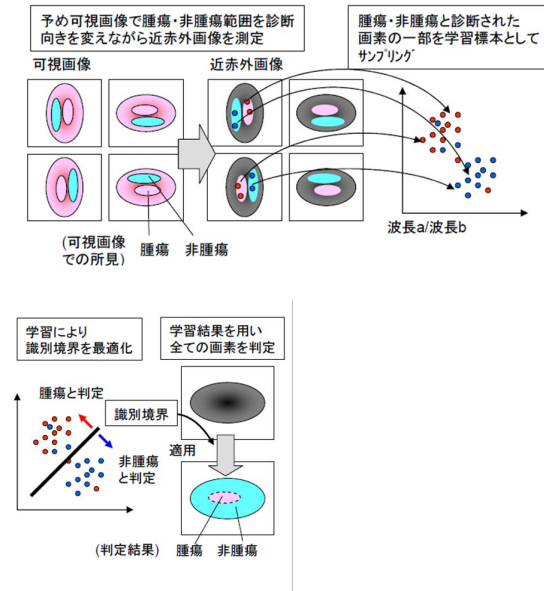 予め可視画像で腫瘍・非腫瘍範囲を診断
向きを変えながら近赤外画像を測定
腫瘍・非腫瘍と診断された
画素の一部を学習標本として
サンプリング
可視画像
近赤外画像
(可視画像
での所見)
腫瘍
非腫瘍
波長a/波長b
学習により
識別境界を最適化
学習結果を用い
全ての画素を判定
腫瘍と判定
識別境界
非腫瘍
と判定
適用
(判定結果)
腫瘍
非腫瘍